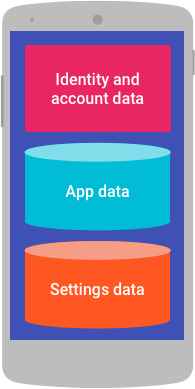 Identity and
account data
App data
Settings data